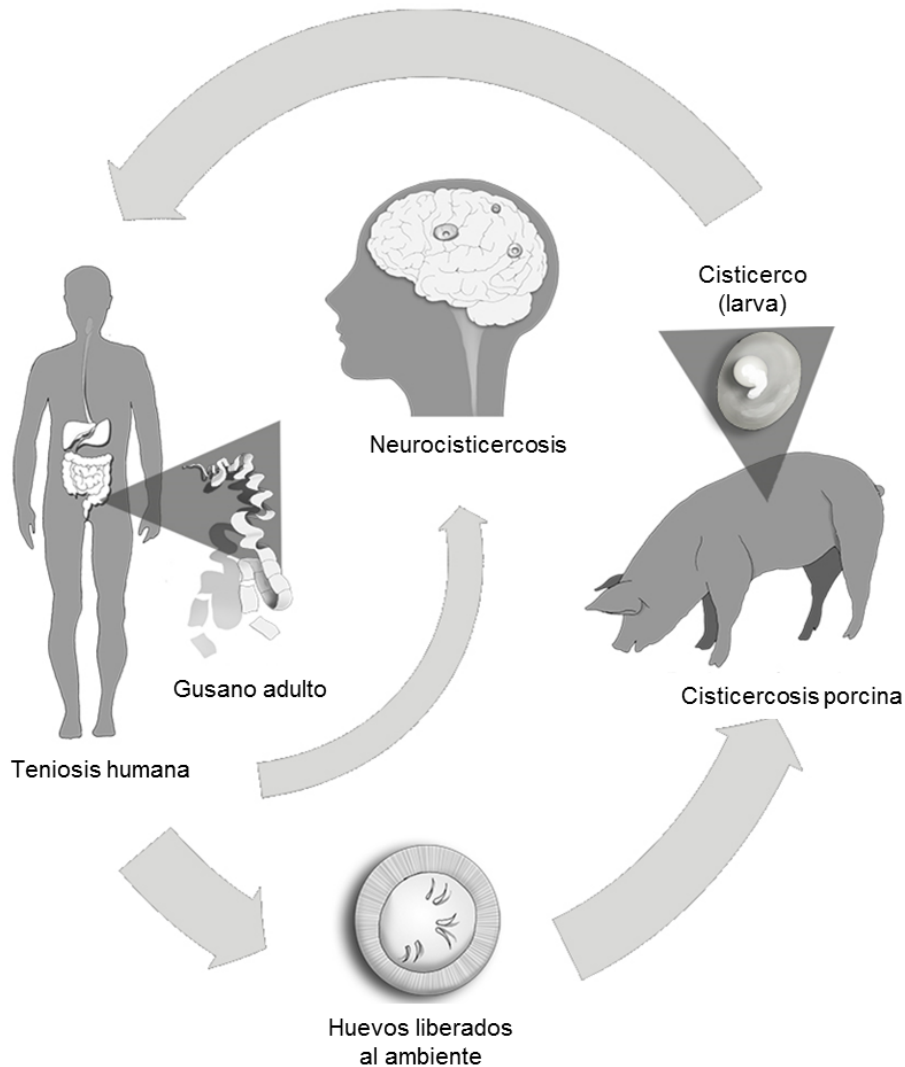 Cisticerco
(larva)
Neurocisticercosis
Gusano adulto
Cisticercosis porcina
Teniosis humana
Huevos liberados
al ambiente